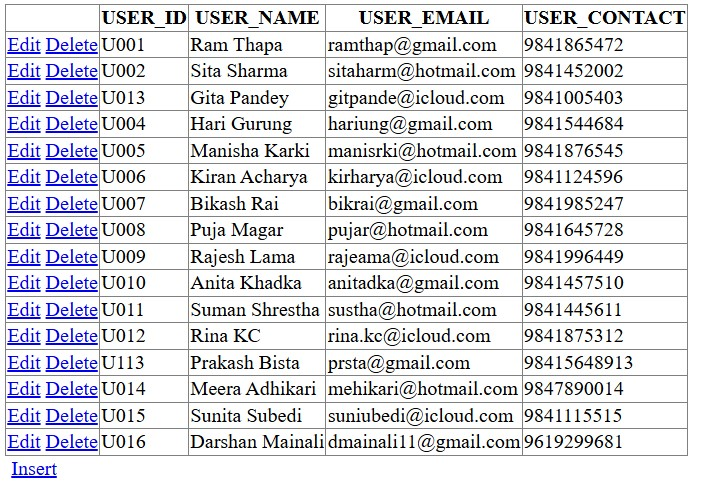 USER_ID USER_NAME USER_EMAIL USER_CONTACT
Edit Delete U001 Ram Thapa ramthap@gmail.com 9841865472
Edit Delete U002 Sita Sharma sitaharm@hotmail.com 9841452002
Edit Delete U013 Gita Pandey gitpande@icloud.com 9841005403
Edit Delete U004 Hari Gurung hariung@gmail.com 9841544684
Edit Delete U005 Manisha Karki manisrki@hotmail.com 9841876545
Edit Delete U006 Kiran Acharya kirharya@icloud.com 9841124596
Edit Delete U007 Bikash Rai bikrai@gmail.com 9841985247
Edit Delete U008 Puja Magar pujar@hotmail.com 9841645728
Edit Delete U009 Rajesh Lama rajeama@icloud.com 9841996449
Edit Delete U010 Anita Khadka anitadka@gmail.com 9841457510
Edit Delete U011 Suman Shrestha sustha@hotmail.com 9841445611
Edit Delete U012 Rina KC rina.kc@icloud.com 9841875312
Edit Delete U113 Prakash Bista prsta@gmail.com 98415648913
Edit Delete U014 Meera Adhikari mehikari@hotmail.com 9847890014
Edit Delete U015 Sunita Subedi suniubedi@icloud.com 9841115515
Edit Delete U016 Darshan Mainali dmainali11@gmail.com 9619299681
Insert